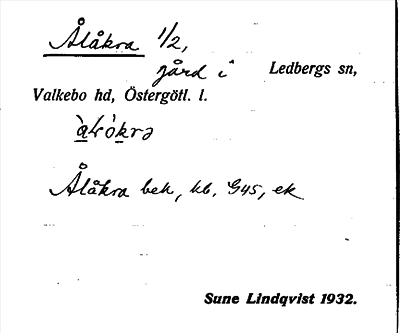 Ålåkra 1/2,
gård i Ledbergs sn,
Valkebo hd, Östergötl. l.
Ålåkra bek, kb, G45, ek
Sune Lindqvist 1932.